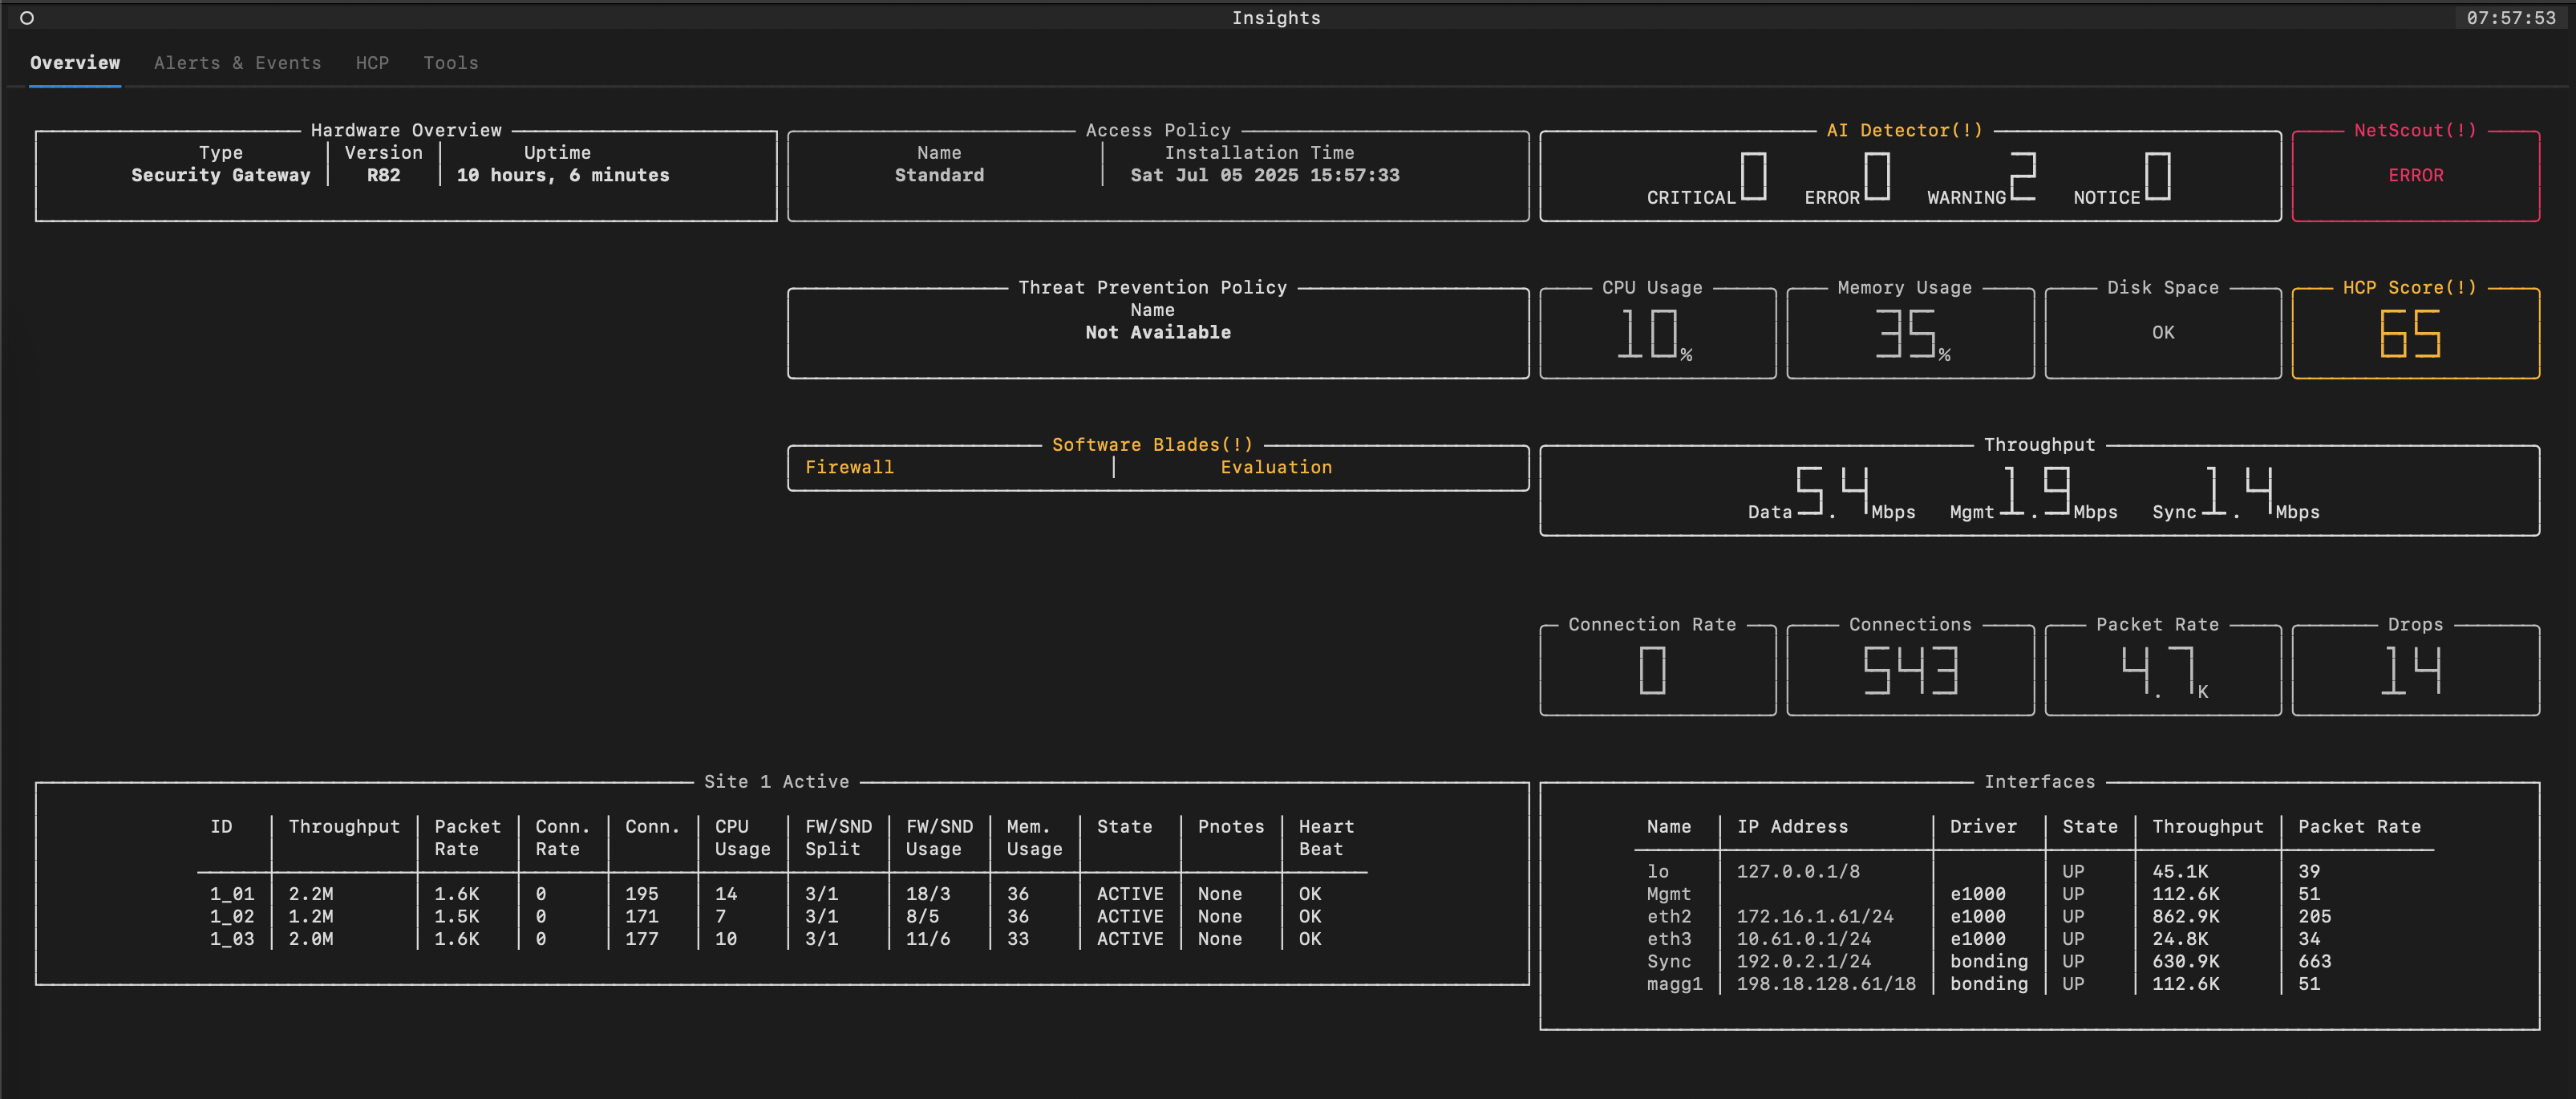 O Insights 07:57:53
Overview Alerts & Events HCP Tools
Hardware Overview
Type Version Uptime
Security Gateway R82 10 hours, 6 minutes
Access Policy
Name Installation Time
Standard Sat Jul 05 2025 15:57:33
AI Detector(!)
CRITICAL 0 ERROR 0 WARNING 2 NOTICE 0
NetScout(!)
ERROR
Threat Prevention Policy
Name
Not Available
CPU Usage
10%
Memory Usage
35%
Disk Space
OK
HCP Score(!)
65
Software Blades(!)
Firewall Evaluation
Throughput
Data 5.4 Mbps Mgmt 1.9 Mbps Sync 1.4 Mbps
Connection Rate
0
Connections
543
Packet Rate
4.7K
Drops
14
Site 1 Active
ID Throughput Packet Rate Conn. Rate Conn. CPU Usage FW/SND Split FW/SND Usage Mem. Usage State Pnotes Heart Beat
1_01 2.2M 1.6K 0 195 14 3/1 18/3 36 ACTIVE None OK
1_02 1.2M 1.5K 0 171 7 3/1 8/5 36 ACTIVE None OK
1_03 2.0M 1.6K 0 177 10 3/1 11/6 33 ACTIVE None OK
Interfaces
Name IP Address Driver State Throughput Packet Rate
lo 127.0.0.1/8 UP 45.1K 39
Mgmt e1000 UP 112.6K 51
eth2 172.16.1.61/24 e1000 UP 862.9K 205
eth3 10.61.0.1/24 e1000 UP 24.8K 34
Sync 192.0.2.1/24 bonding UP 630.9K 663
magg1 198.18.128.61/18 bonding UP 112.6K 51